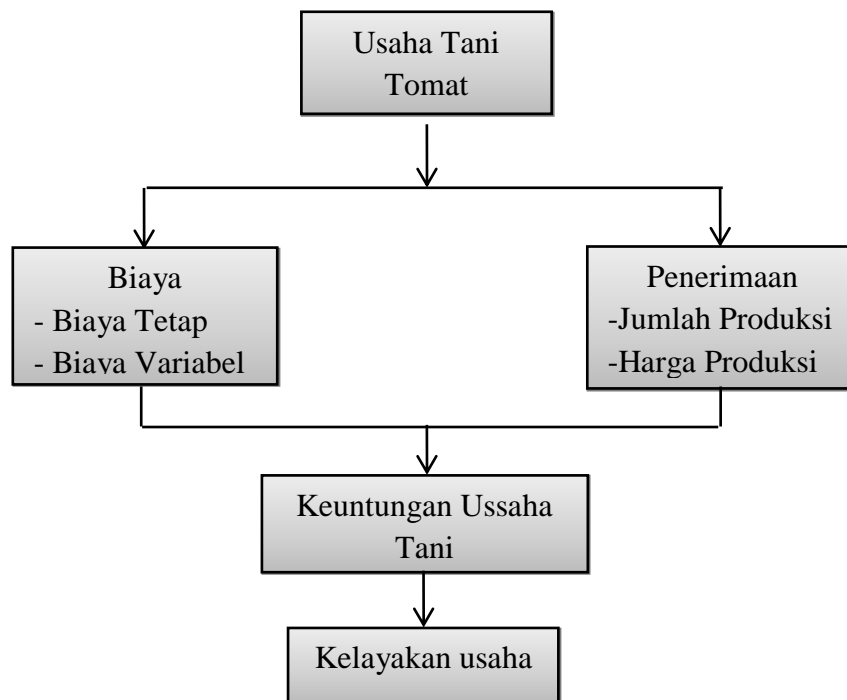 Usaha Tani
Tomat
Biaya
- Biaya Tetap
- Biaya Variabel
Penerimaan
-Jumlah Produksi
-Harga Produksi
Keuntungan Ussaha
Tani
Kelayakan usaha